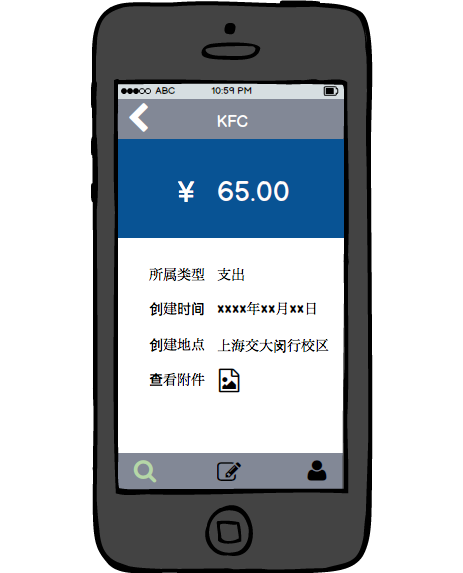 ABC 10:59 PM
KFC
¥ 65.00
所属类型 支出
创建时间 xxxx年xx月xx日
创建地点 上海交大闵行校区
查看附件